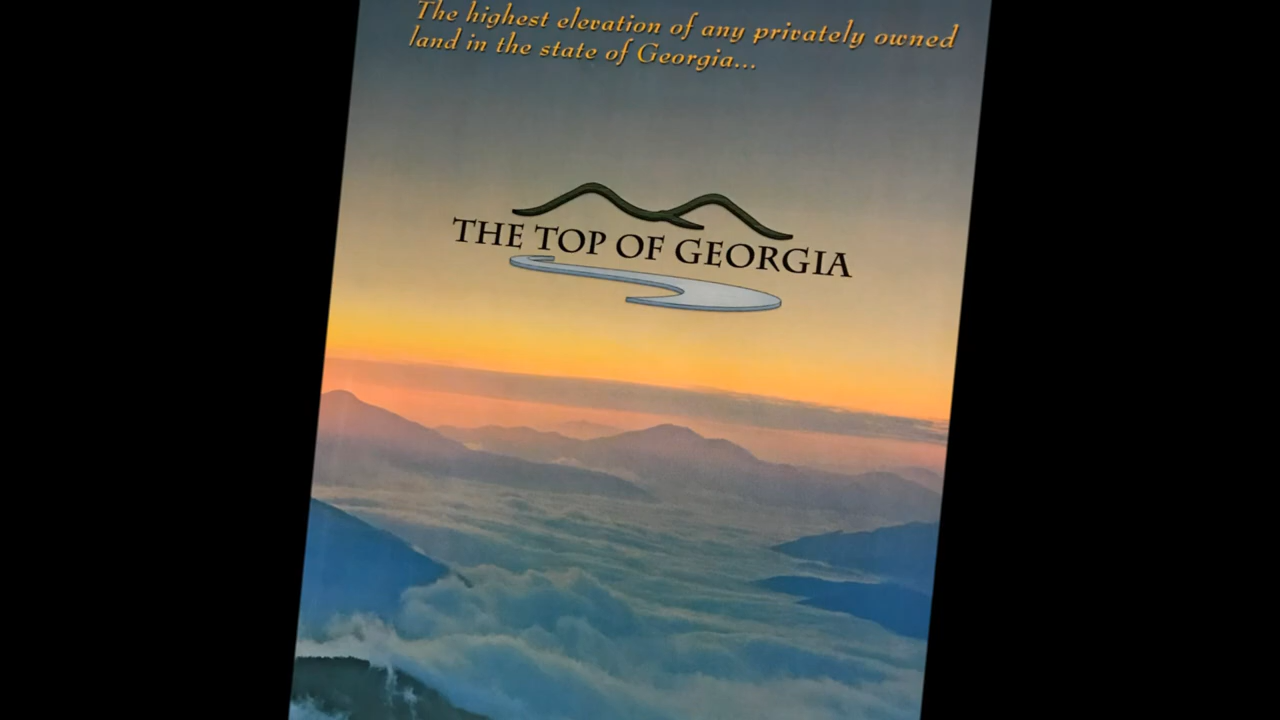 The highest elevation of any privately owned
land in the state of Georgia...
THE TOP OF GEORGIA